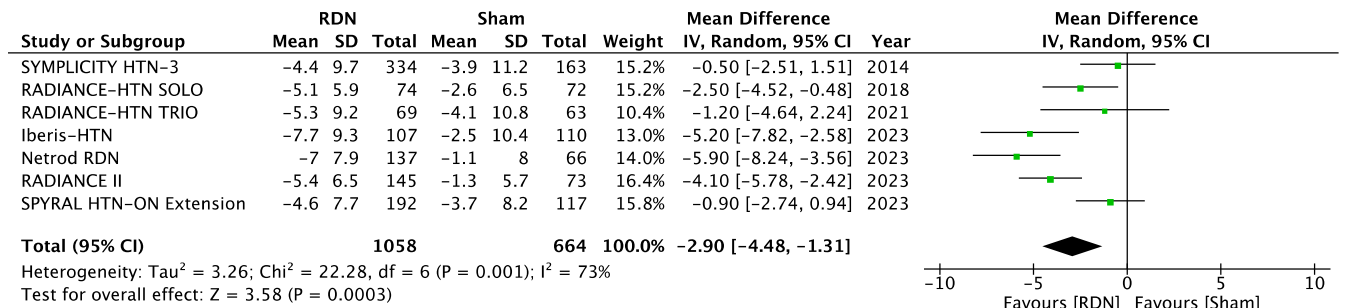 RDN Sham Mean Difference Mean Difference
Study or Subgroup Mean SD Total Mean SD Total Weight IV, Random, 95% CI Year IV, Random, 95% CI
SYMPLICITY HTN-3 −4.4 9.7 334 −3.9 11.2 163 15.2% −0.50 [−2.51, 1.51] 2014
RADIANCE-HTN SOLO −5.1 5.9 74 −2.6 6.5 72 15.2% −2.50 [−4.52, −0.48] 2018
RADIANCE-HTN TRIO −5.3 9.2 69 −4.1 10.8 63 10.4% −1.20 [−4.64, 2.24] 2021
Iberis-HTN −7.7 9.3 107 −2.5 10.4 110 13.0% −5.20 [−7.82, −2.58] 2023
Netrod RDN −7 7.9 137 −1.1 8 66 14.0% −5.90 [−8.24, −3.56] 2023
RADIANCE II −5.4 6.5 145 −1.3 5.7 73 16.4% −4.10 [−5.78, −2.42] 2023
SPYRAL HTN-ON Extension −4.6 7.7 192 −3.7 8.2 117 15.8% −0.90 [−2.74, 0.94] 2023
Total (95% CI) 1058 664 100.0% −2.90 [−4.48, −1.31]
Heterogeneity: Tau² = 3.26; Chi² = 22.28, df = 6 (P = 0.001); I² = 73%
Test for overall effect: Z = 3.58 (P = 0.0003)
−10 −5 0 5 10
Favours [RDN] Favours [Sham]